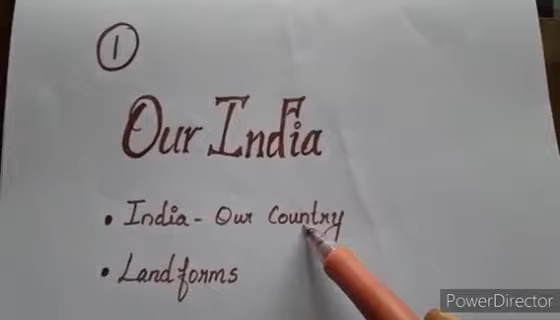 1
Our India
• India - Our Country
• Landforms
PowerDirector